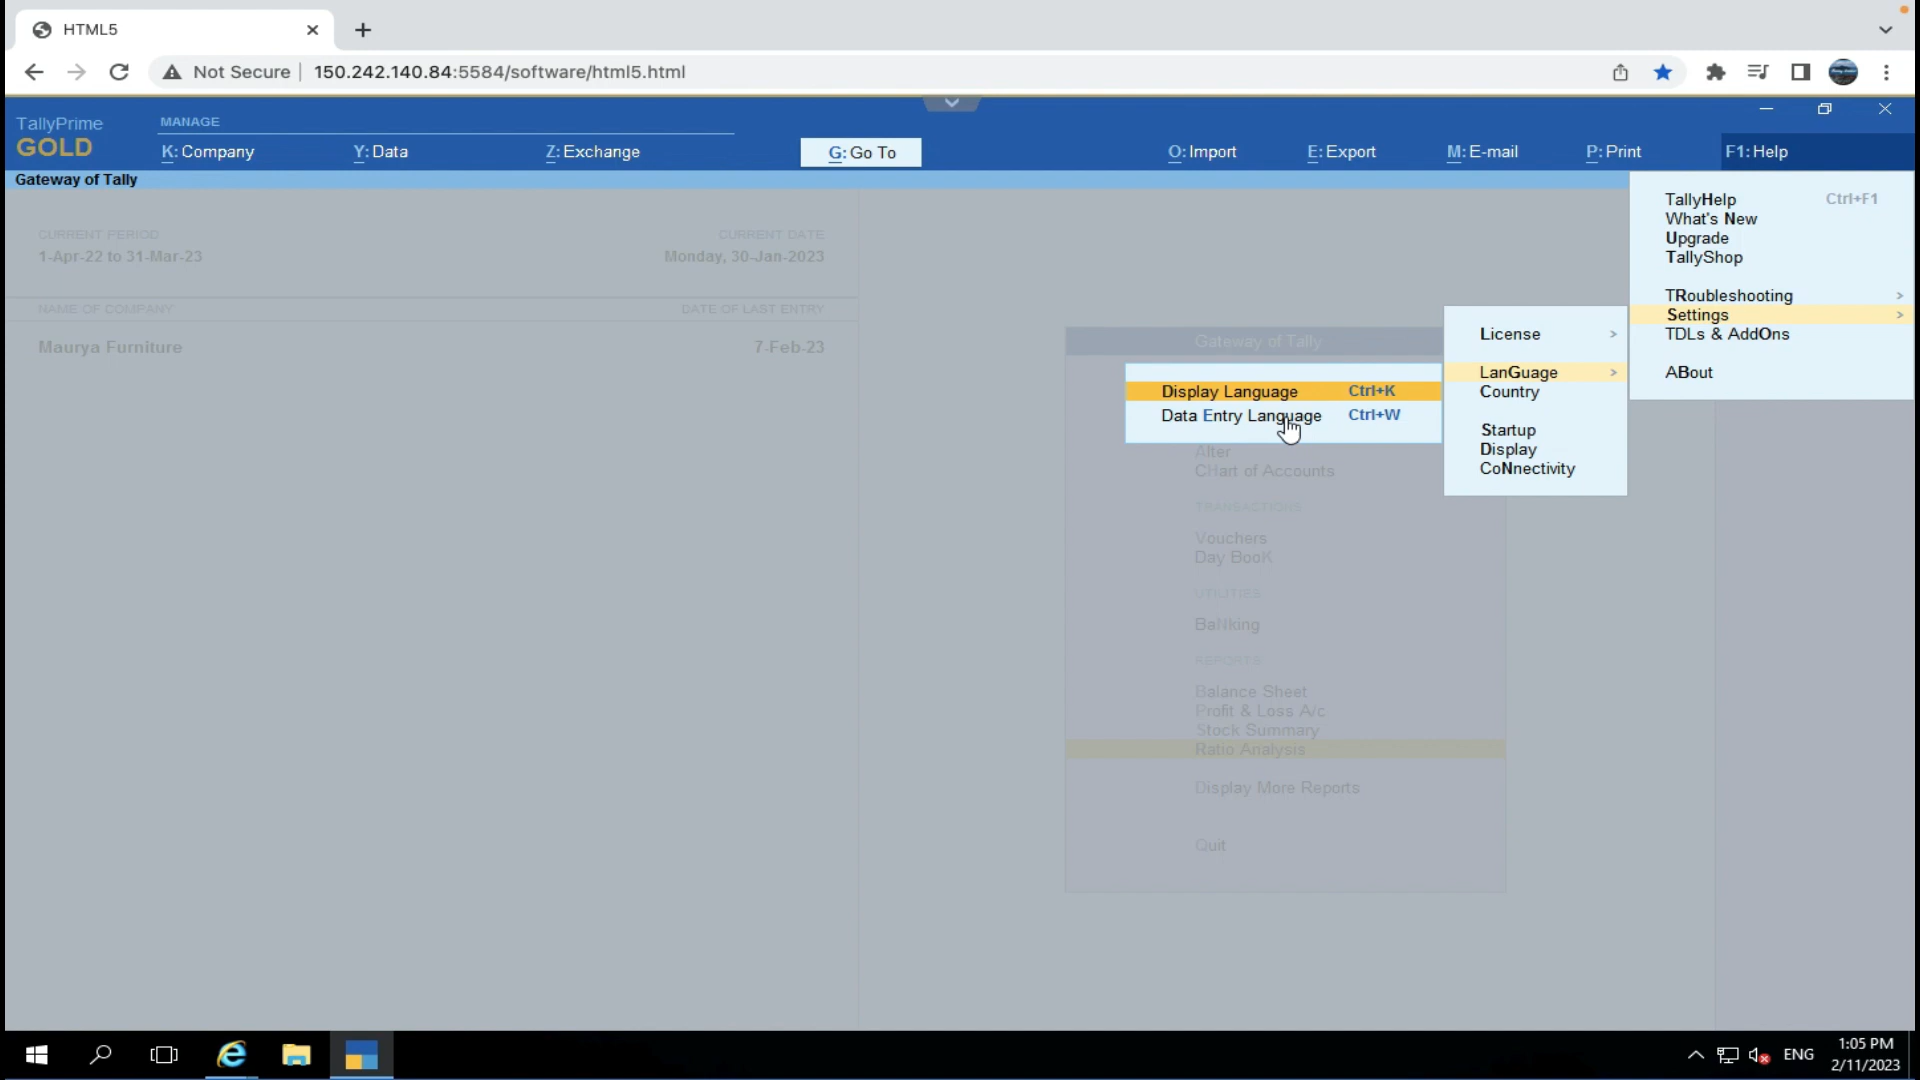 HTML5
Not Secure
150.242.140.84:5584/software/html5.html
TallyPrime
GOLD
MANAGE
K: Company
Y: Data
Z: Exchange
G: Go To
O: Import
E: Export
M: E-mail
P: Print
F1: Help
Gateway of Tally
CURRENT PERIOD
CURRENT DATE
1-Apr-22 to 31-Mar-23
Monday, 30-Jan-2023
NAME OF COMPANY
DATE OF LAST ENTRY
Maurya Furniture
7-Feb-23
Gateway of Tally
Alter
CHart of Accounts
TRANSACTIONS
Vouchers
Day BooK
UTILITIES
BaNking
REPORTS
Balance Sheet
Profit & Loss A/c
Stock Summary
Ratio Analysis
Display More Reports
Quit
Display Language Ctrl+K
Data Entry Language Ctrl+W
License >
LanGuage >
Country
Startup
Display
CoNnectivity
TallyHelp Ctrl+F1
What's New
Upgrade
TallyShop
TRoubleshooting >
Settings >
TDLs & AddOns
ABout
ENG
1:05 PM
2/11/2023